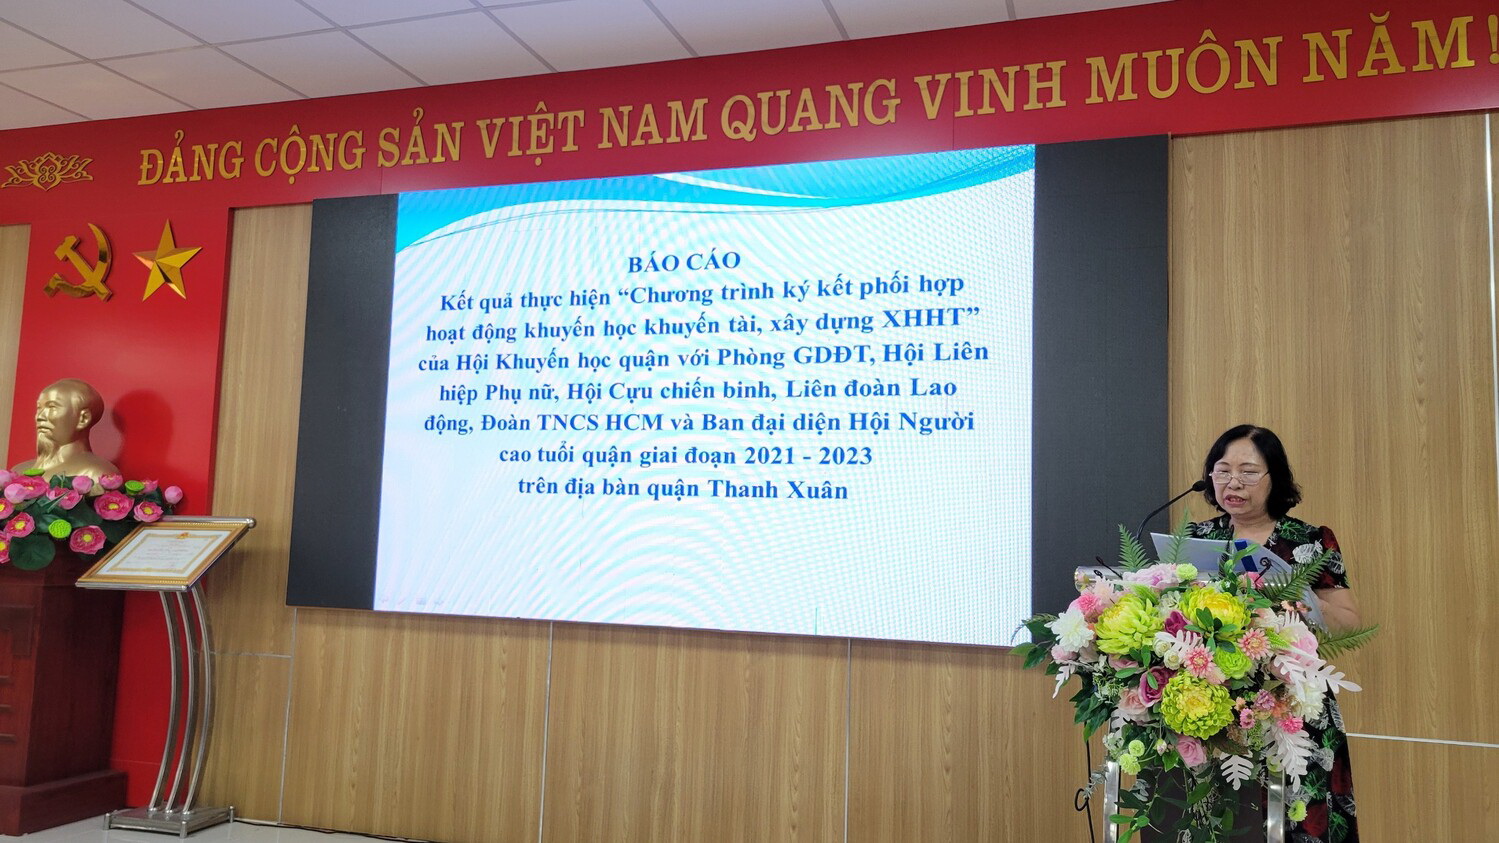 ĐẢNG CỘNG SẢN VIỆT NAM QUANG VINH MUÔN NĂM!
BÁO CÁO
Kết quả thực hiện “Chương trình ký kết phối hợp
hoạt động khuyến học khuyến tài, xây dựng XHHT”
của Hội Khuyến học quận với Phòng GDĐT, Hội Liên
hiệp Phụ nữ, Hội Cựu chiến binh, Liên đoàn Lao
động, Đoàn TNCS HCM và Ban đại diện Hội Người
cao tuổi quận giai đoạn 2021 - 2023
trên địa bàn quận Thanh Xuân